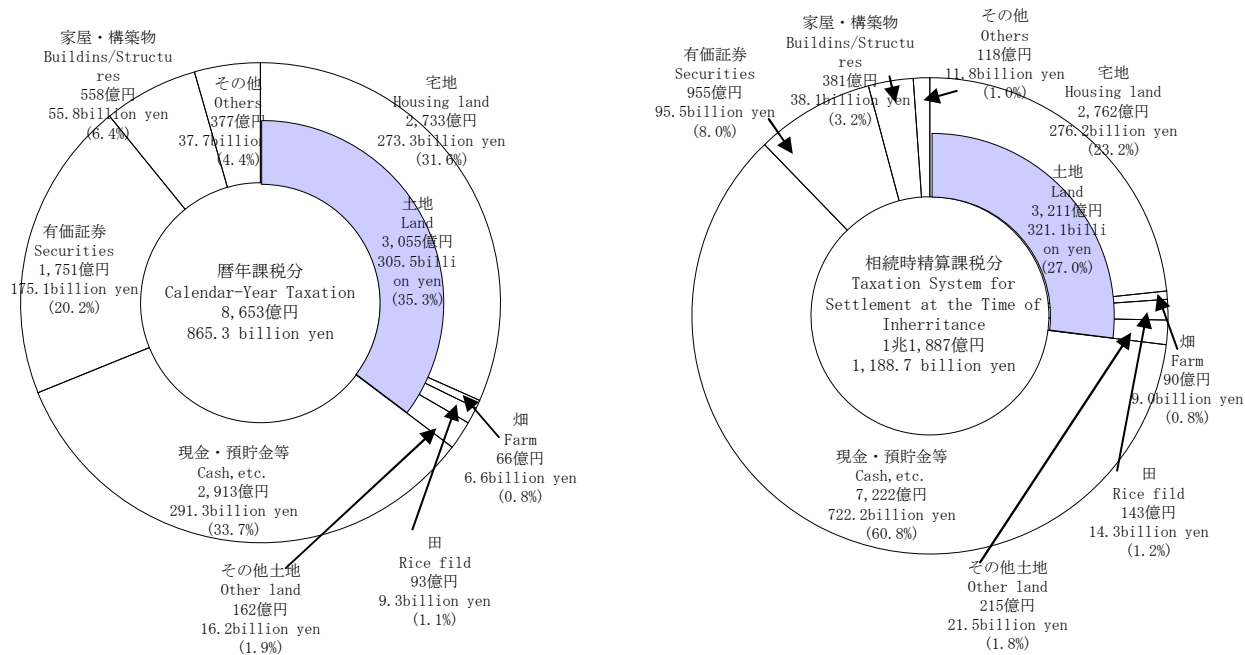 家屋・構築物
Buildins/Structu
res
558億円
55.8billion yen
(6.4%)
その他
Others
377億円
37.7billion
(4.4%)
宅地
Housing land
2,733億円
273.3billion yen
(31.6%)
土地
Land
3,055億円
305.5billi
on yen
(35.3%)
有価証券
Securities
1,751億円
175.1billion yen
(20.2%)
暦年課税分
Calendar-Year Taxation
8,653億円
865.3 billion yen
畑
Farm
66億円
6.6billion yen
(0.8%)
現金・預貯金等
Cash,etc.
2,913億円
291.3billion yen
(33.7%)
田
Rice fild
93億円
9.3billion yen
(1.1%)
その他土地
Other land
162億円
16.2billion yen
(1.9%)
有価証券
Securities
955億円
95.5billion yen
(8.0%)
家屋・構築物
Buildins/Structu
res
381億円
38.1billion yen
(3.2%)
その他
Others
118億円
11.8billion yen
(1.0%)
宅地
Housing land
2,762億円
276.2billion yen
(23.2%)
土地
Land
3,211億円
321.1billi
on yen
(27.0%)
相続時精算課税分
Taxation System for
Settlement at the Time of
Inherritance
1兆1,887億円
1,188.7 billion yen
畑
Farm
90億円
9.0billion yen
(0.8%)
現金・預貯金等
Cash,etc.
7,222億円
722.2billion yen
(60.8%)
田
Rice fild
143億円
14.3billion yen
(1.2%)
その他土地
Other land
215億円
21.5billion yen
(1.8%)